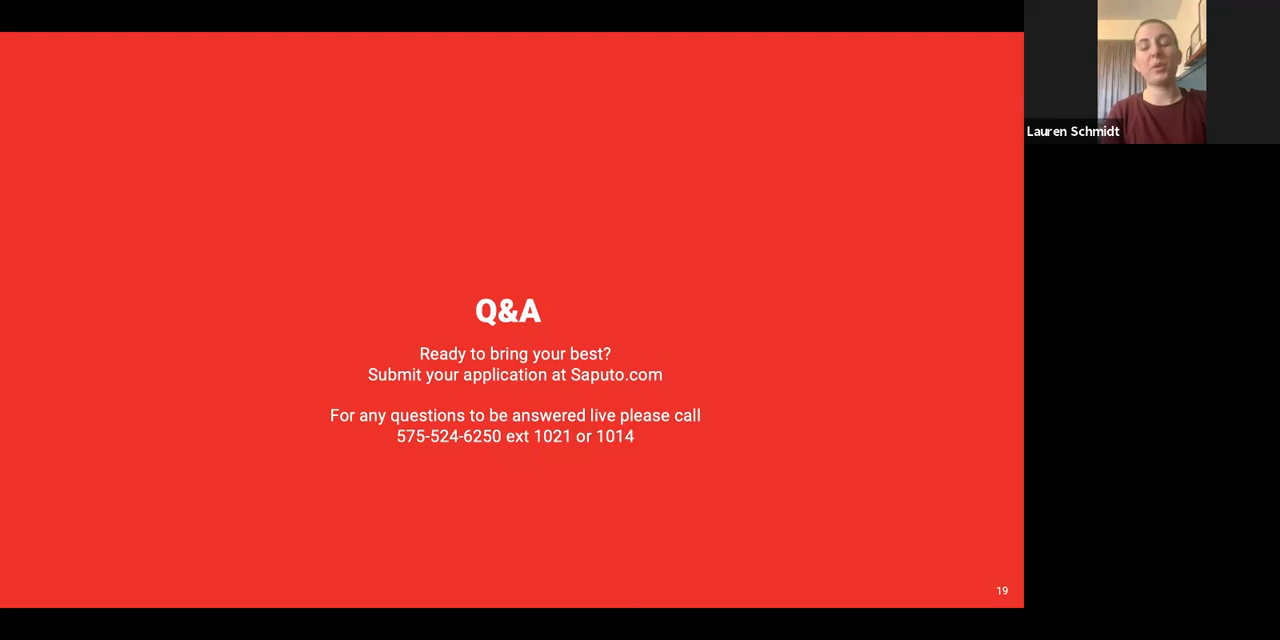 Q&A
Ready to bring your best?
Submit your application at Saputo.com
For any questions to be answered live please call
575-524-6250 ext 1021 or 1014
19
Lauren Schmidt